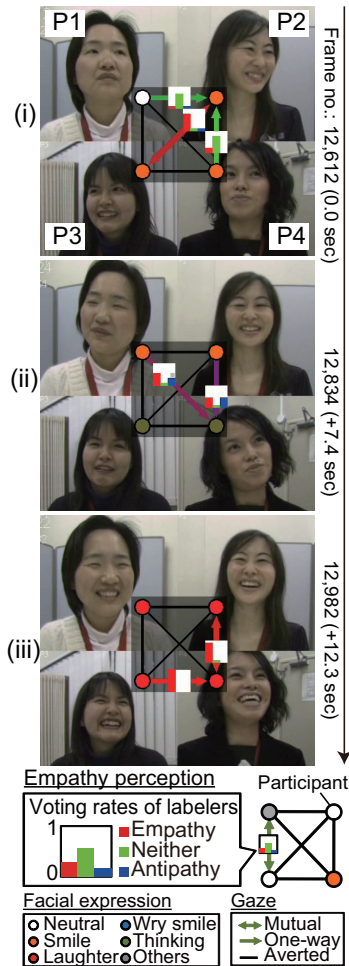 P1
P2
(i)
P3
P4
Frame no.: 12,612 (0.0 sec)
(ii)
12,834 (+7.4 sec)
(iii)
12,982 (+12.3 sec)
Empathy perception
Participant
Voting rates of labelers
1
0
Empathy
Neither
Antipathy
Facial expression
Neutral
Wry smile
Smile
Thinking
Laughter
Others
Gaze
Mutual
One-way
Averted